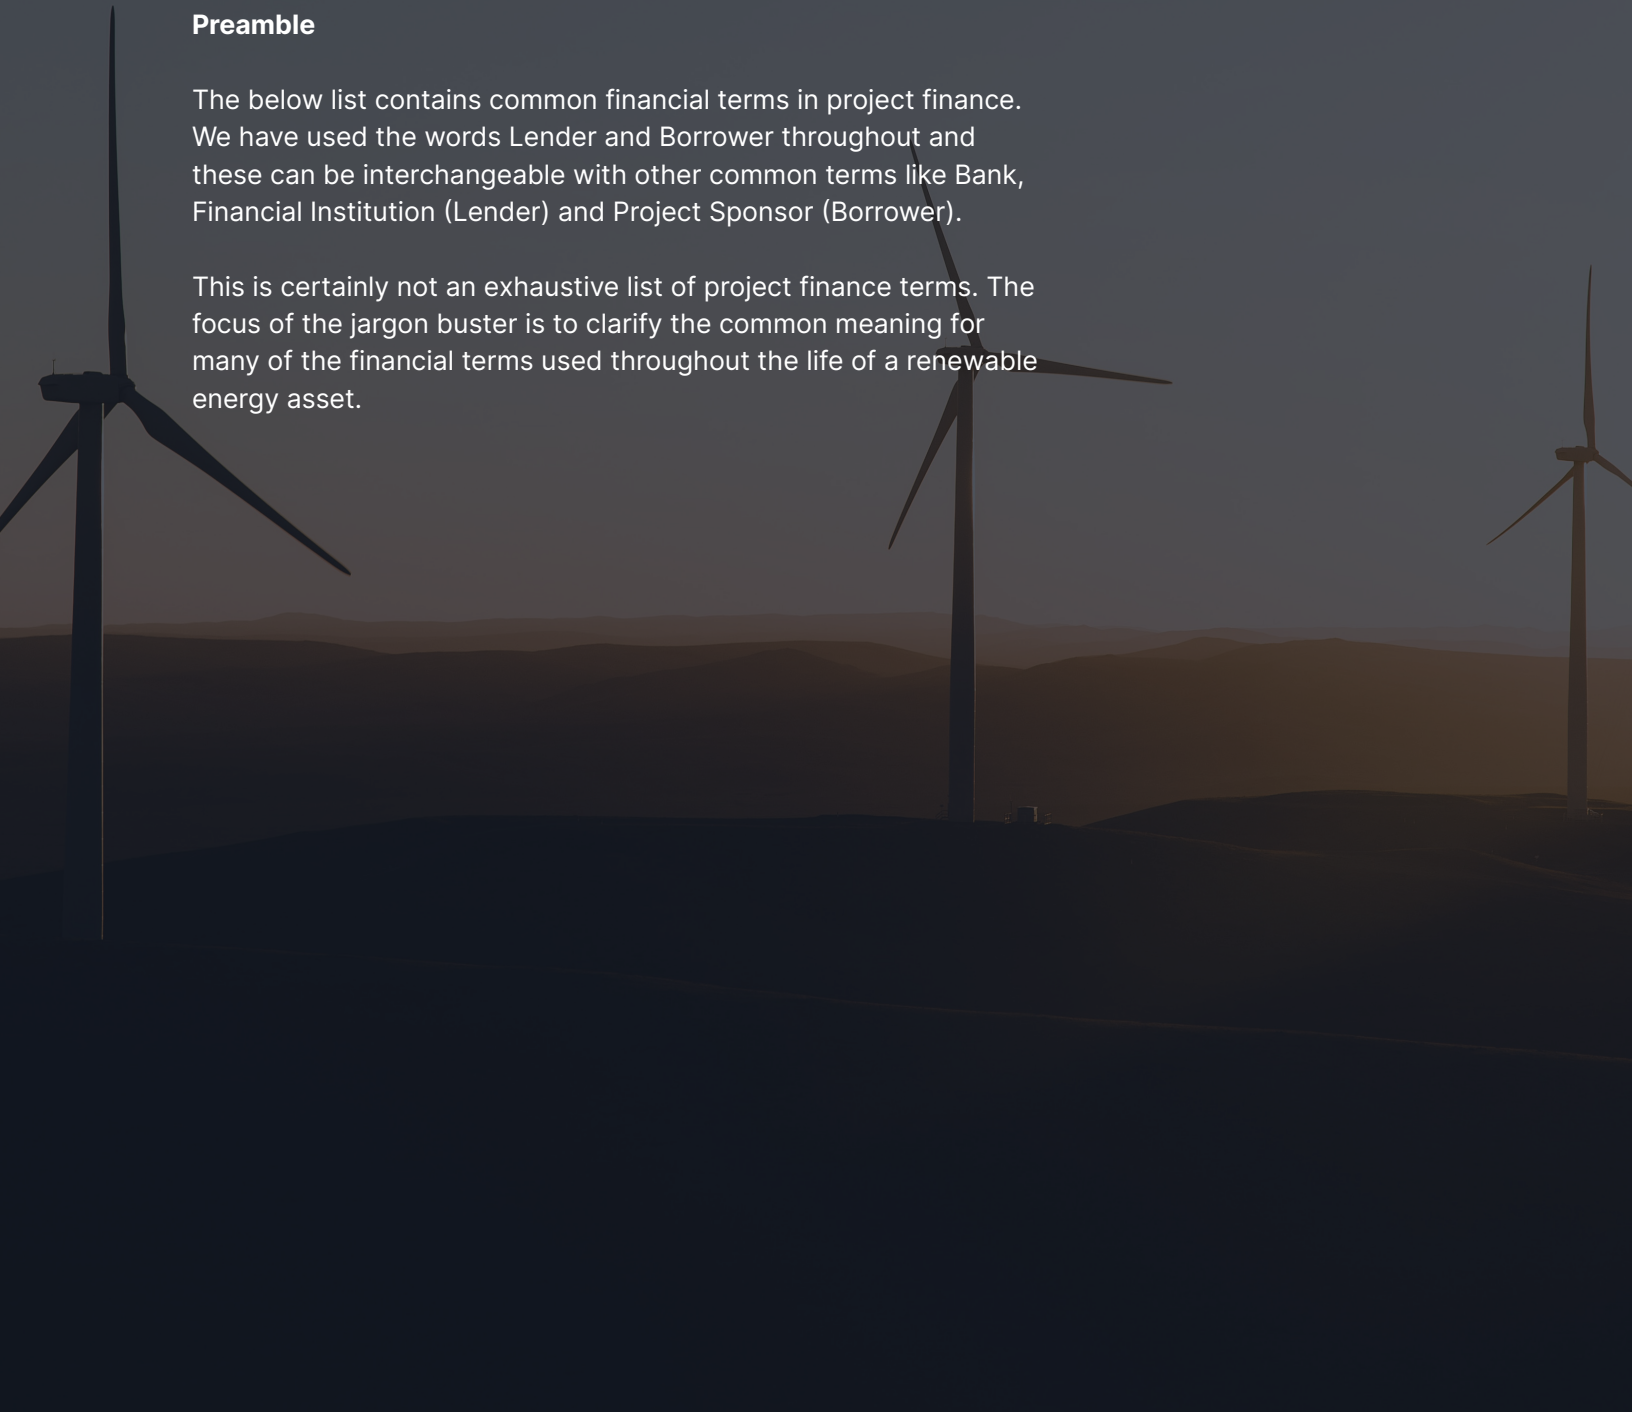 Preamble
The below list contains common financial terms in project finance.
We have used the words Lender and Borrower throughout and
these can be interchangeable with other common terms like Bank,
Financial Institution (Lender) and Project Sponsor (Borrower).
This is certainly not an exhaustive list of project finance terms. The
focus of the jargon buster is to clarify the common meaning for
many of the financial terms used throughout the life of a renewable
energy asset.